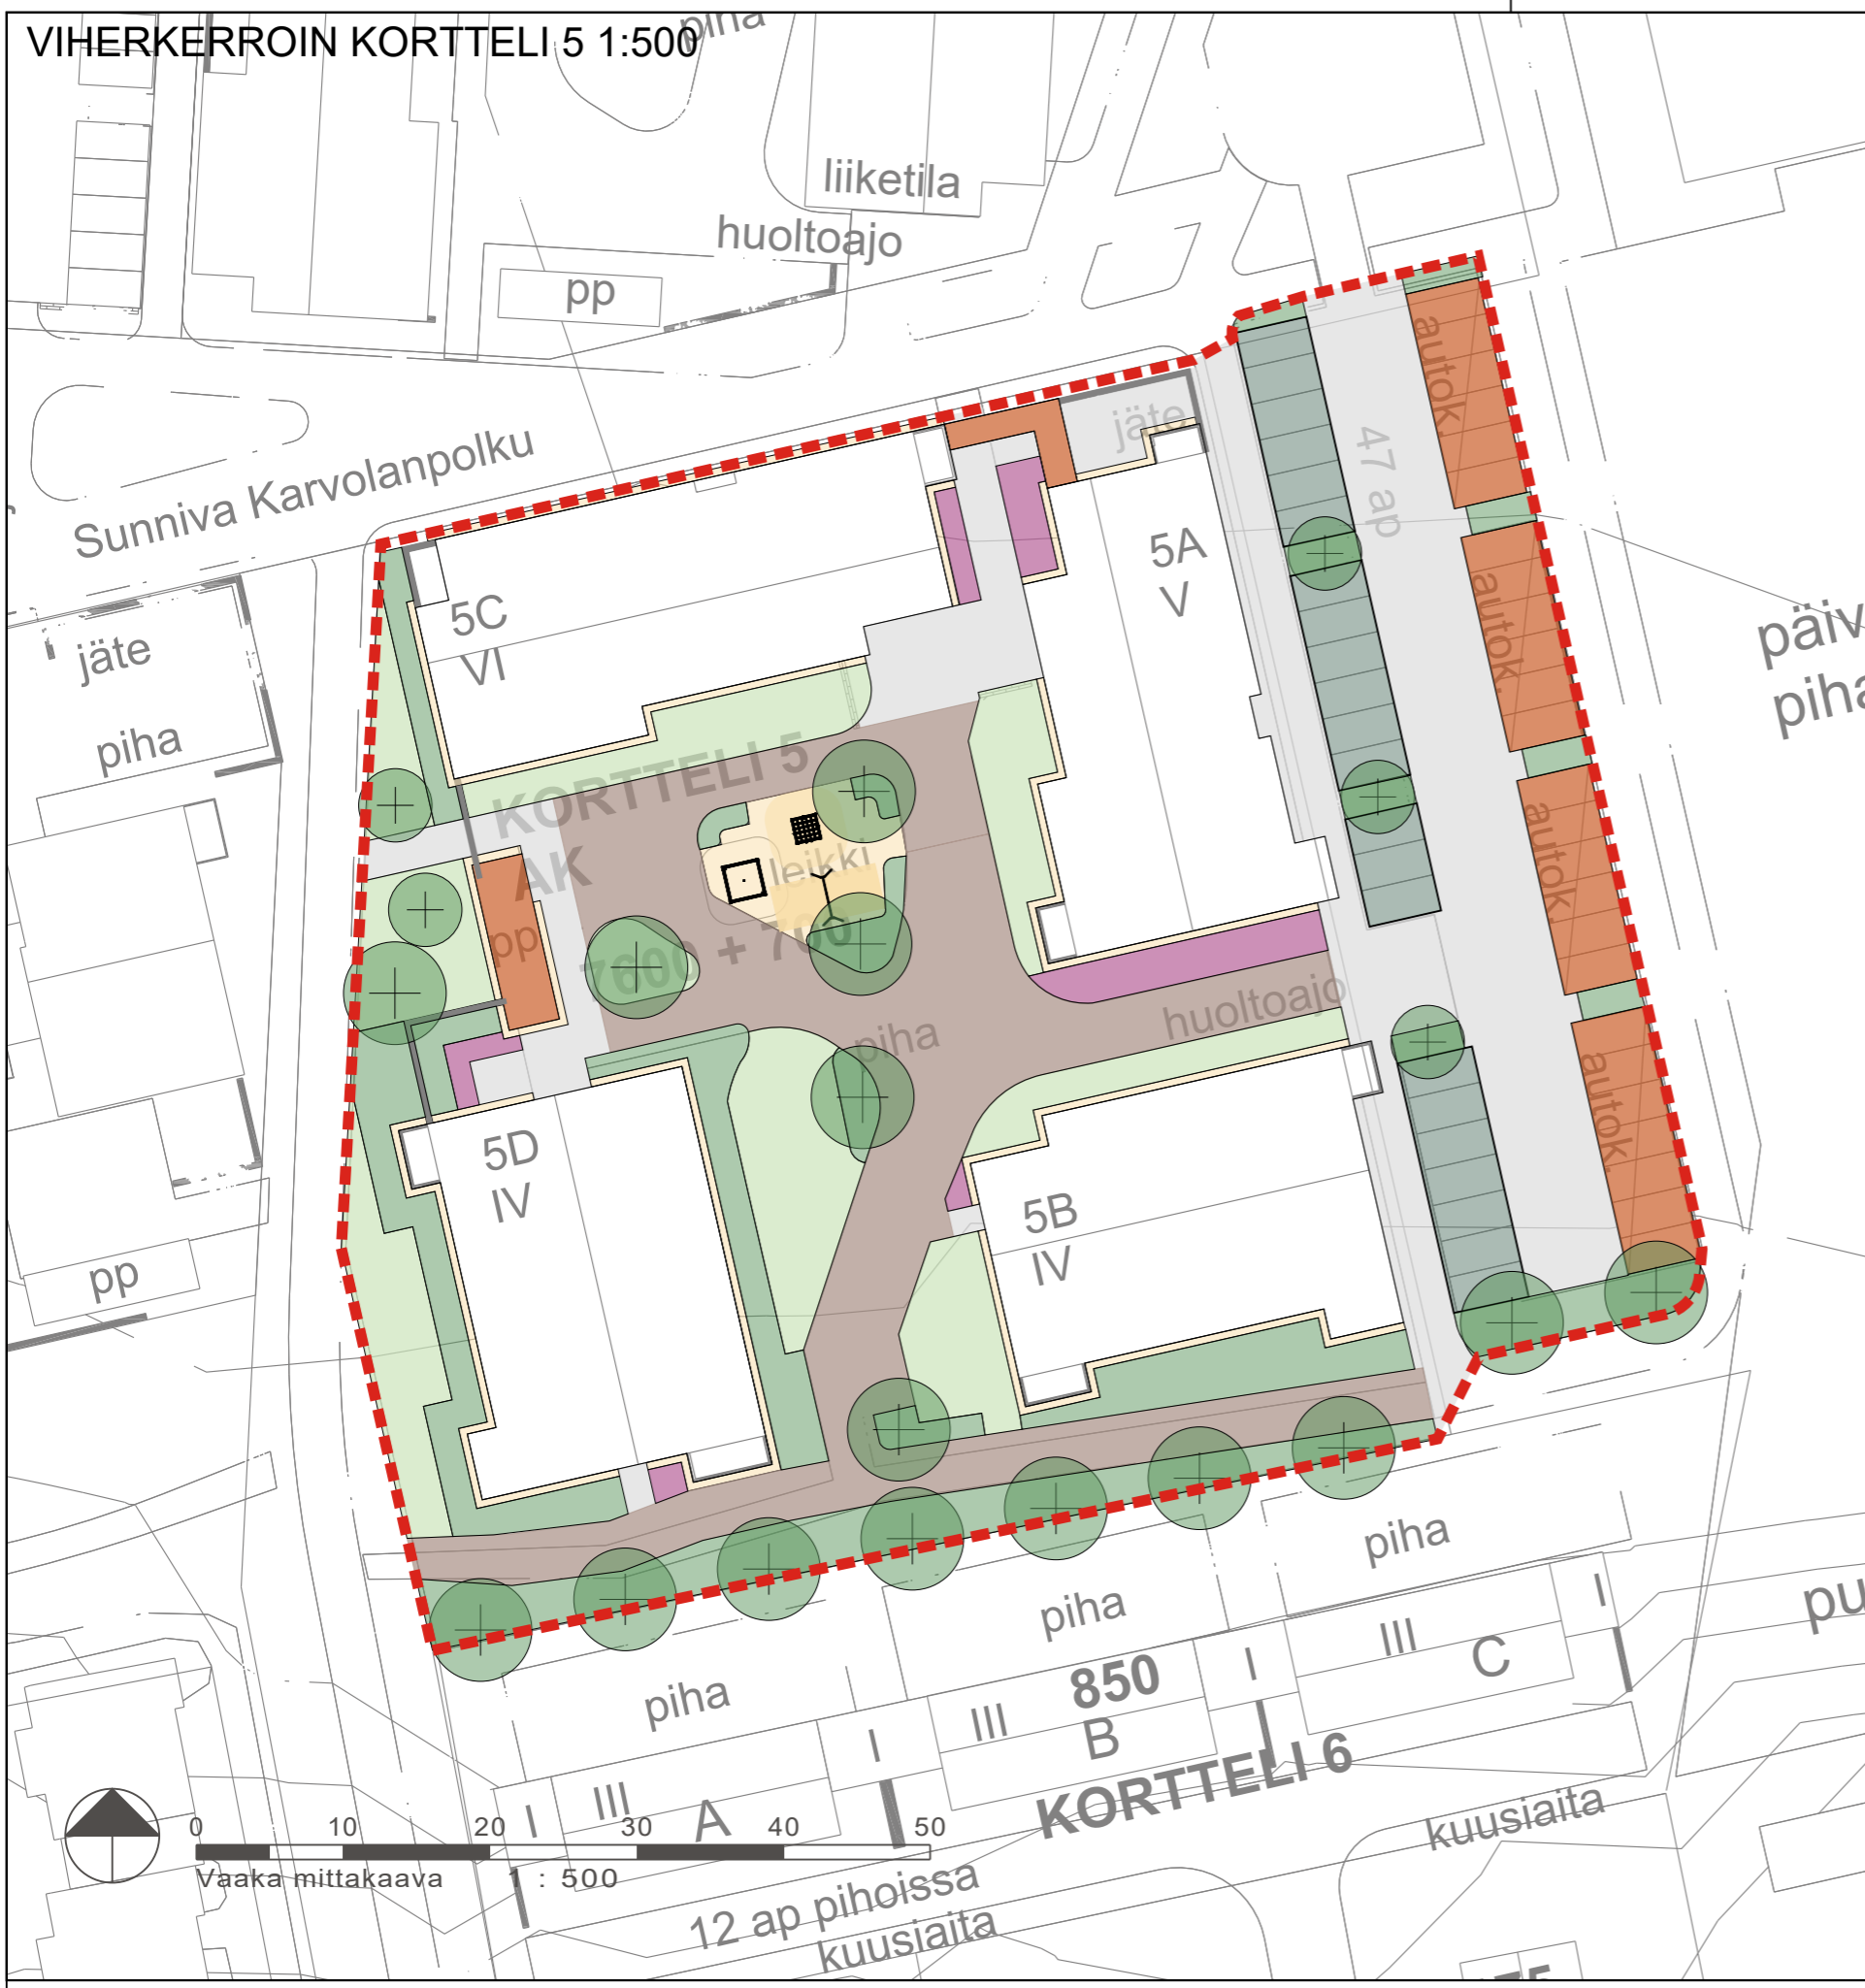 VIHERKERROIN KORTTELI 5 1:500
piha
liiketila
huoltoajo
pp
Sunniva Karvolanpolku
jäte
autok.
47 ap
5A
V
5C
VI
jäte
piha
autok.
KORTTELI 5
AK
leikki
autok.
pp
7600 + 700
piha
huoltoajo
autok.
5D
IV
5B
IV
pp
piha
piha
piha
I
III
C
I
850
III
B
I
III
A
I
KORTTELI 6
kuusiaita
0 10 20 30 40 50
Vaaka mittakaava 1 : 500
12 ap pihoissa
kuusiaita